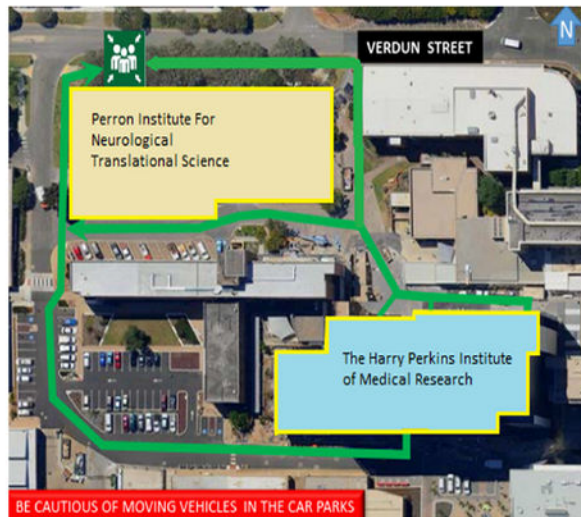 VERDUN STREET
N
Perron Institute For
Neurological
Translational Science
The Harry Perkins Institute
of Medical Research
BE CAUTIOUS OF MOVING VEHICLES IN THE CAR PARKS